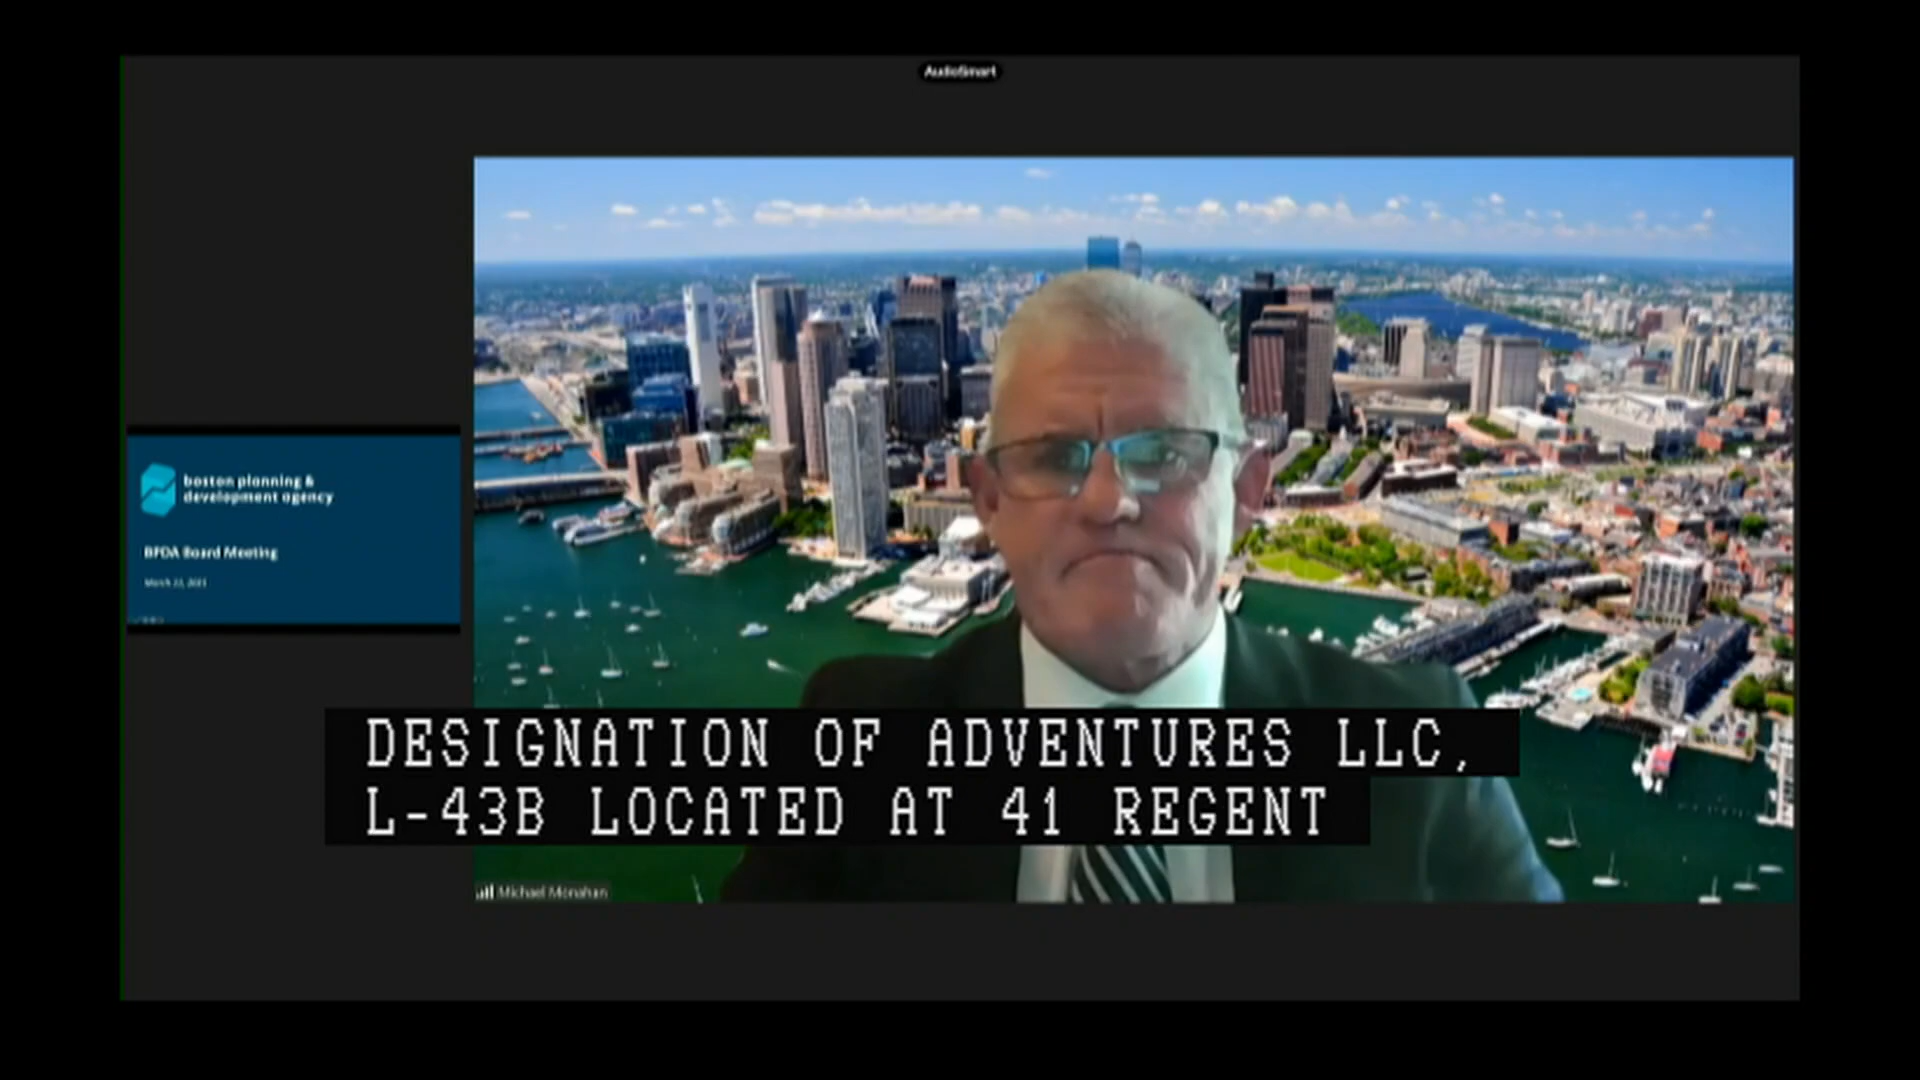 AudioSmart
boston planning &
development agency
BPDA Board Meeting
DESIGNATION OF ADVENTURES LLC,
L-43B LOCATED AT 41 REGENT
Michael Monahan